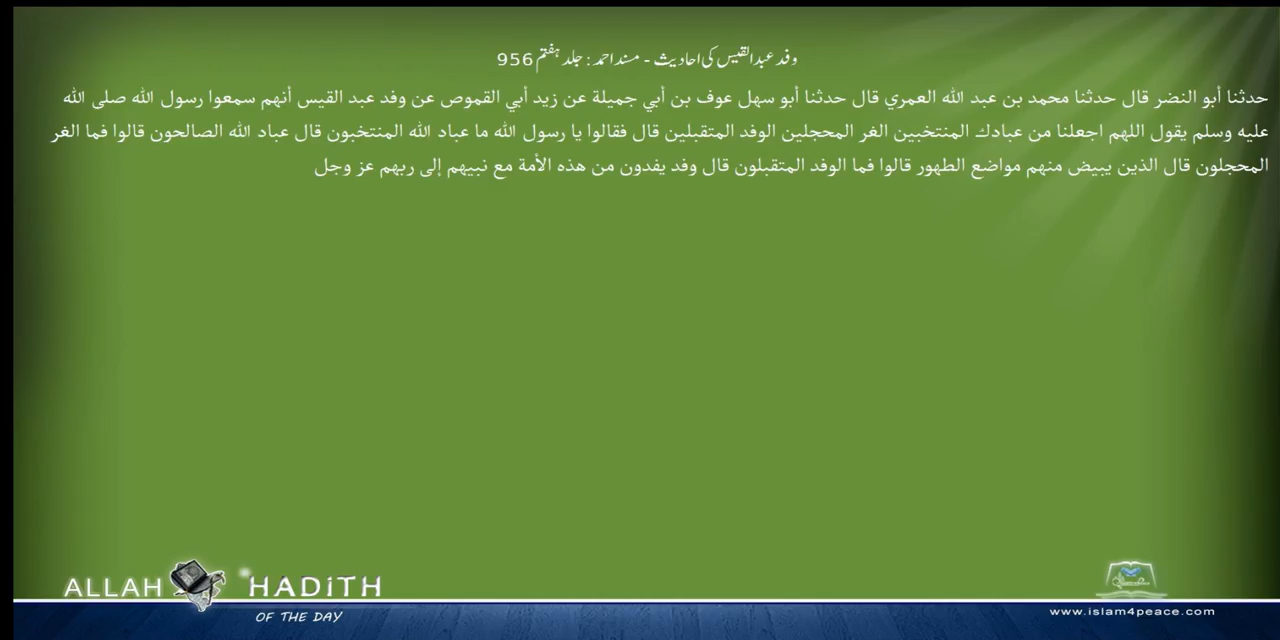 وفد عبدالقیس کی احادیث - مسند احمد: جلد ہفتم 956
حدثنا أبو النضر قال حدثنا محمد بن عبد الله العمري قال حدثنا أبو سهل عوف بن أبي جميلة عن زيد أبي القموص عن وفد عبد القيس أنهم سمعوا رسول الله صلى الله
عليه وسلم يقول اللهم اجعلنا من عبادك المنتخبين الغر المحجلين الوفد المتقبلين قال فقالوا يا رسول الله ما عباد الله المنتخبون قال عباد الله الصالحون قالوا فما الغر
المحجلون قال الذين يبيض منهم مواضع الطهور قالوا فما الوفد المتقبلون قال وفد يفدون من هذه الأمة مع نبيهم إلى ربهم عز وجل
ALLAH HADITH
OF THE DAY
www.islam4peace.com